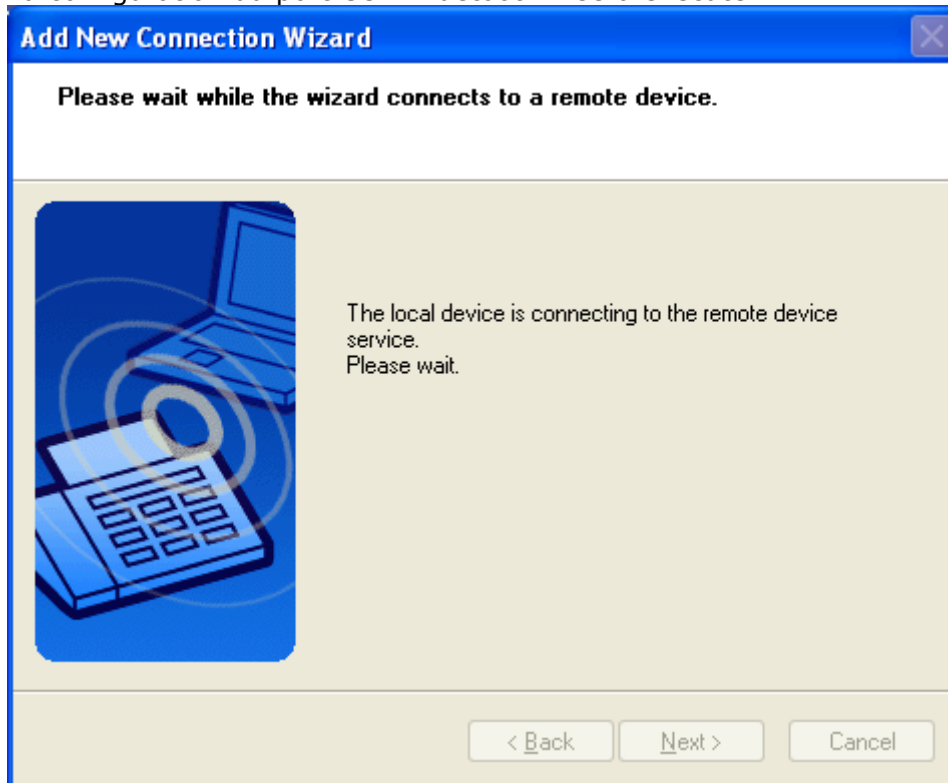 Add New Connection Wizard
Please wait while the wizard connects to a remote device.
The local device is connecting to the remote device
service.
Please wait.
< Back
Next >
Cancel